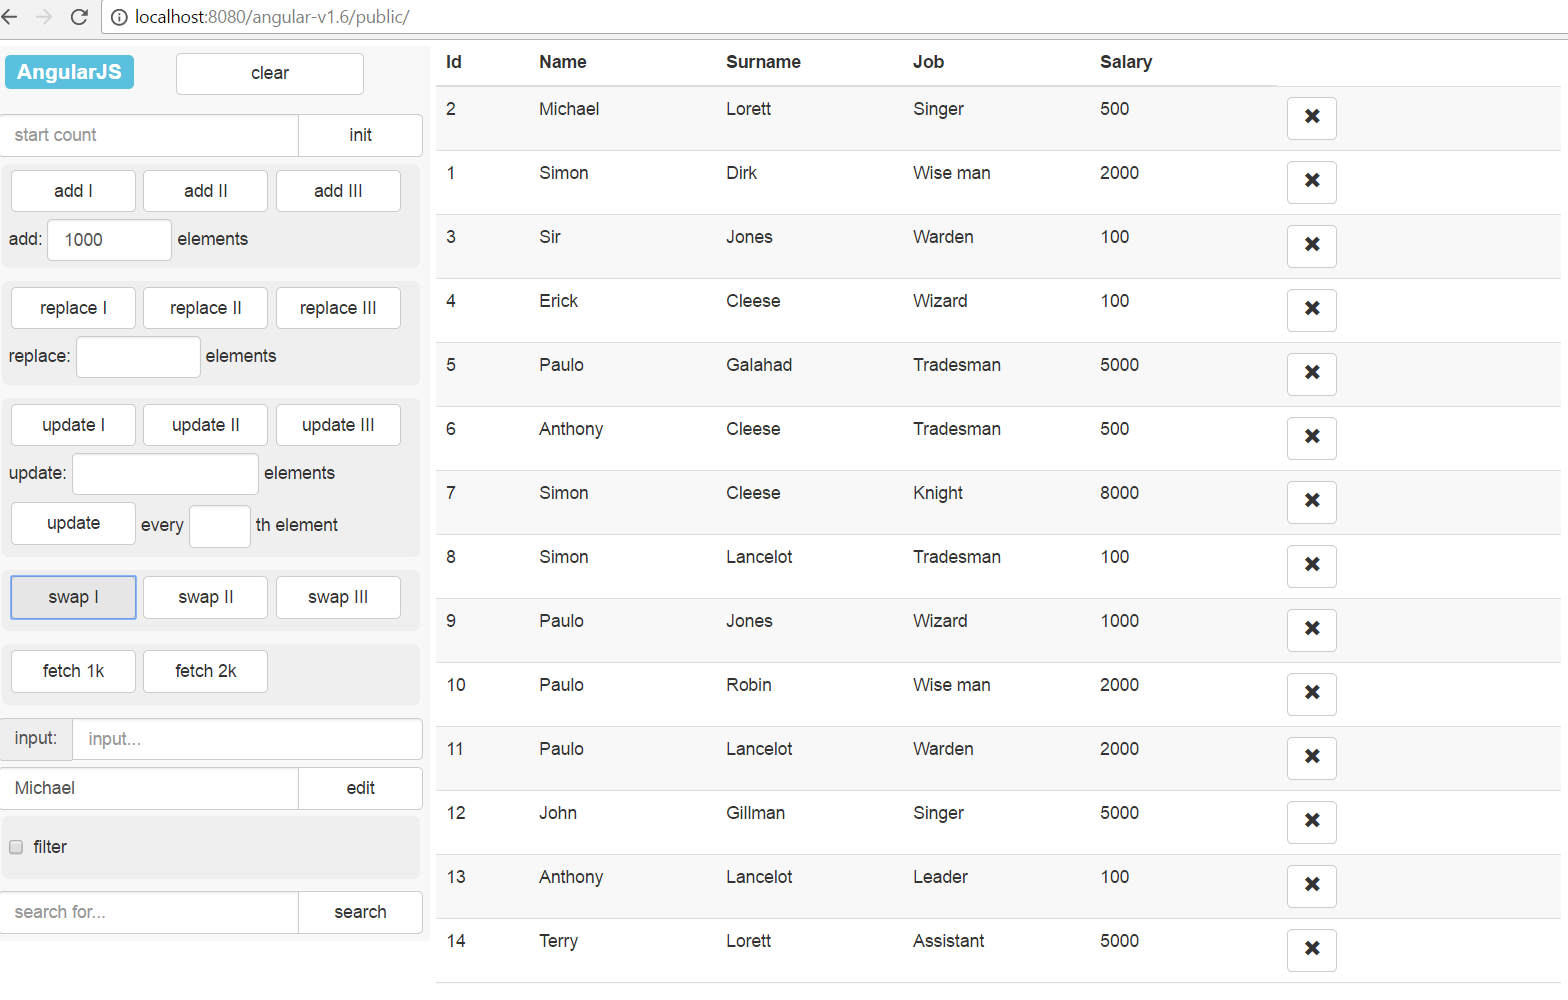 localhost:8080/angular-v1.6/public/
AngularJS clear
start count init
add I add II add III
add: 1000 elements
replace I replace II replace III
replace: elements
update I update II update III
update: elements
update every th element
swap I swap II swap III
fetch 1k fetch 2k
input: input...
Michael edit
filter
search for... search
Id Name Surname Job Salary
2 Michael Lorett Singer 500
1 Simon Dirk Wise man 2000
3 Sir Jones Warden 100
4 Erick Cleese Wizard 100
5 Paulo Galahad Tradesman 5000
6 Anthony Cleese Tradesman 500
7 Simon Cleese Knight 8000
8 Simon Lancelot Tradesman 100
9 Paulo Jones Wizard 1000
10 Paulo Robin Wise man 2000
11 Paulo Lancelot Warden 2000
12 John Gillman Singer 5000
13 Anthony Lancelot Leader 100
14 Terry Lorett Assistant 5000